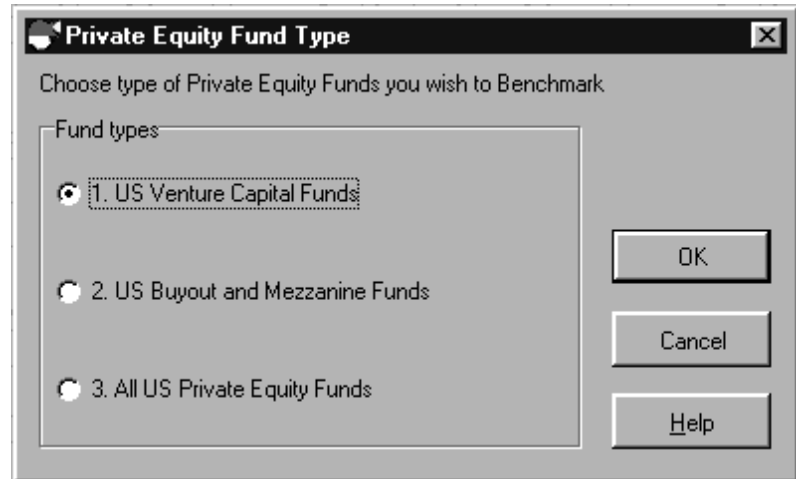 Private Equity Fund Type
Choose type of Private Equity Funds you wish to Benchmark
Fund types
1. US Venture Capital Funds
2. US Buyout and Mezzanine Funds
3. All US Private Equity Funds
OK
Cancel
Help